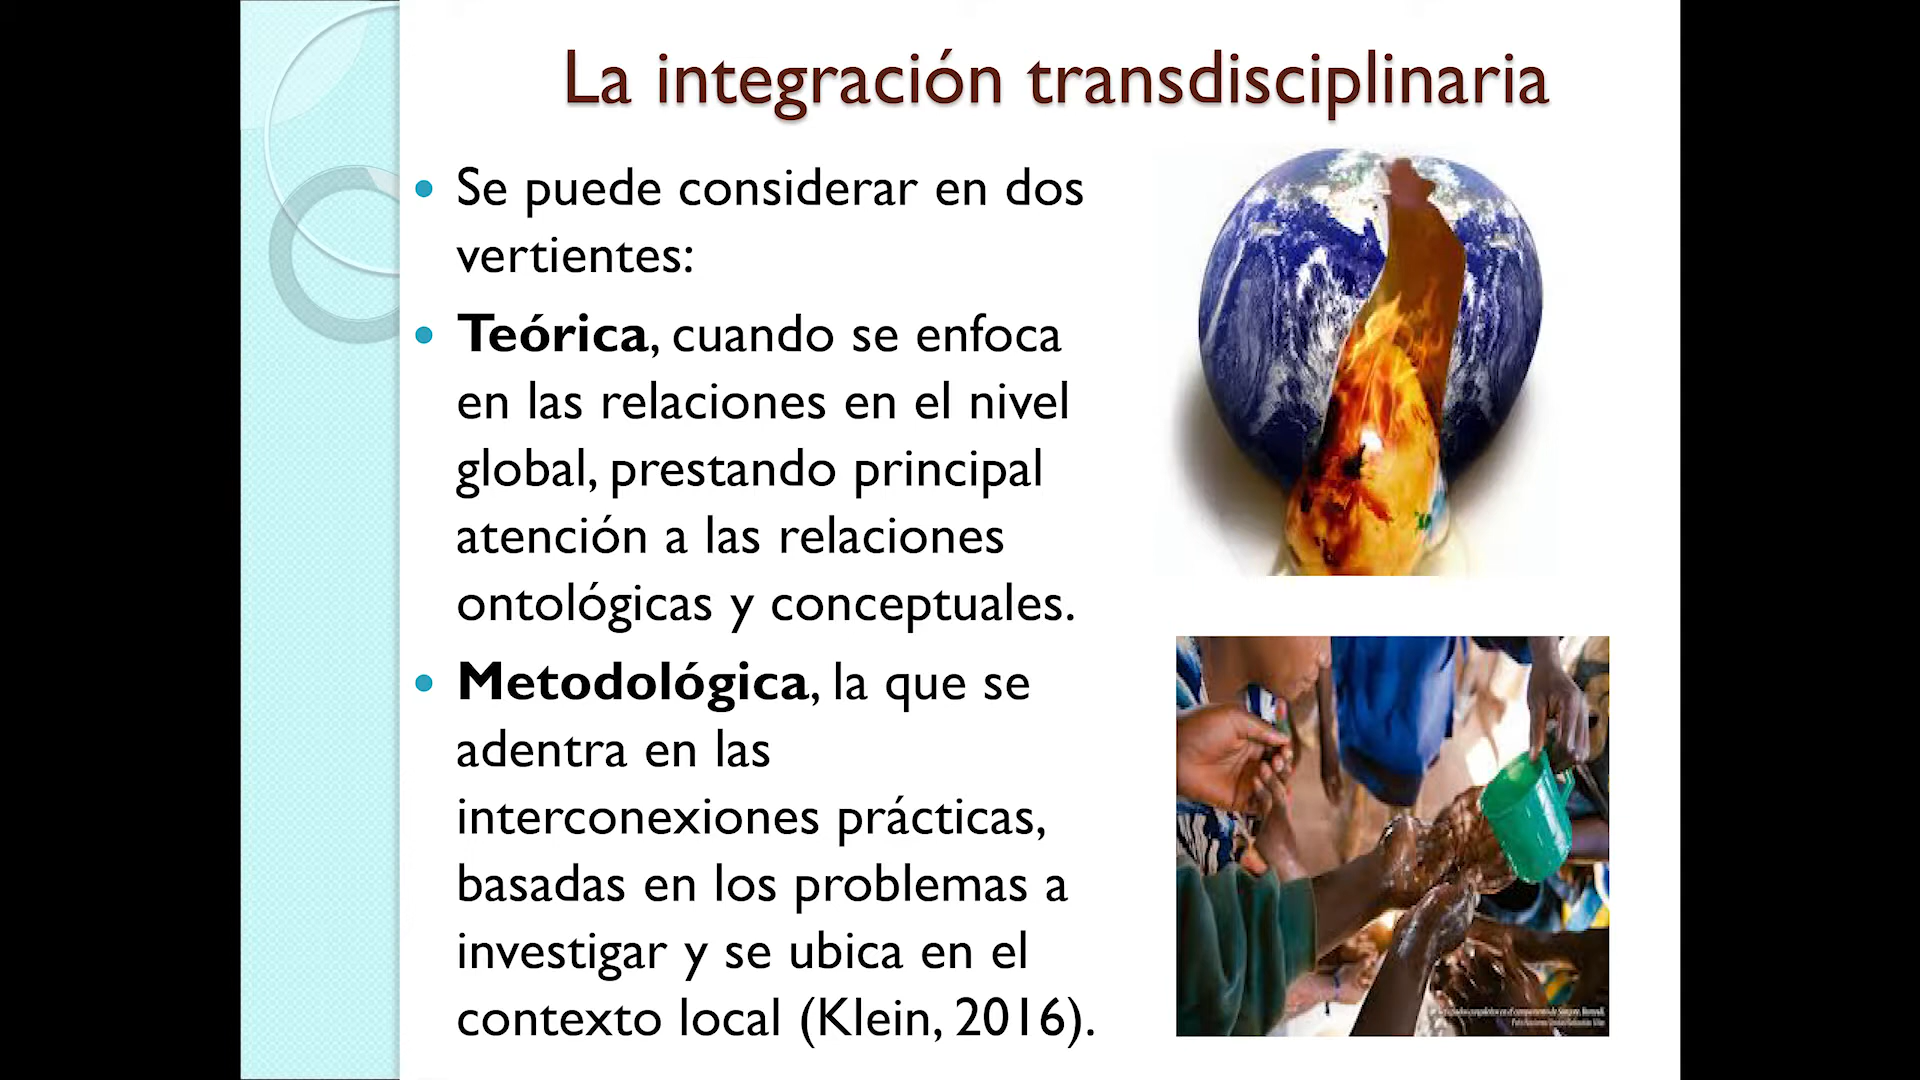 La integración transdisciplinaria
• Se puede considerar en dos
vertientes:
• Teórica, cuando se enfoca
en las relaciones en el nivel
global, prestando principal
atención a las relaciones
ontológicas y conceptuales.
• Metodológica, la que se
adentra en las
interconexiones prácticas,
basadas en los problemas a
investigar y se ubica en el
contexto local (Klein, 2016).